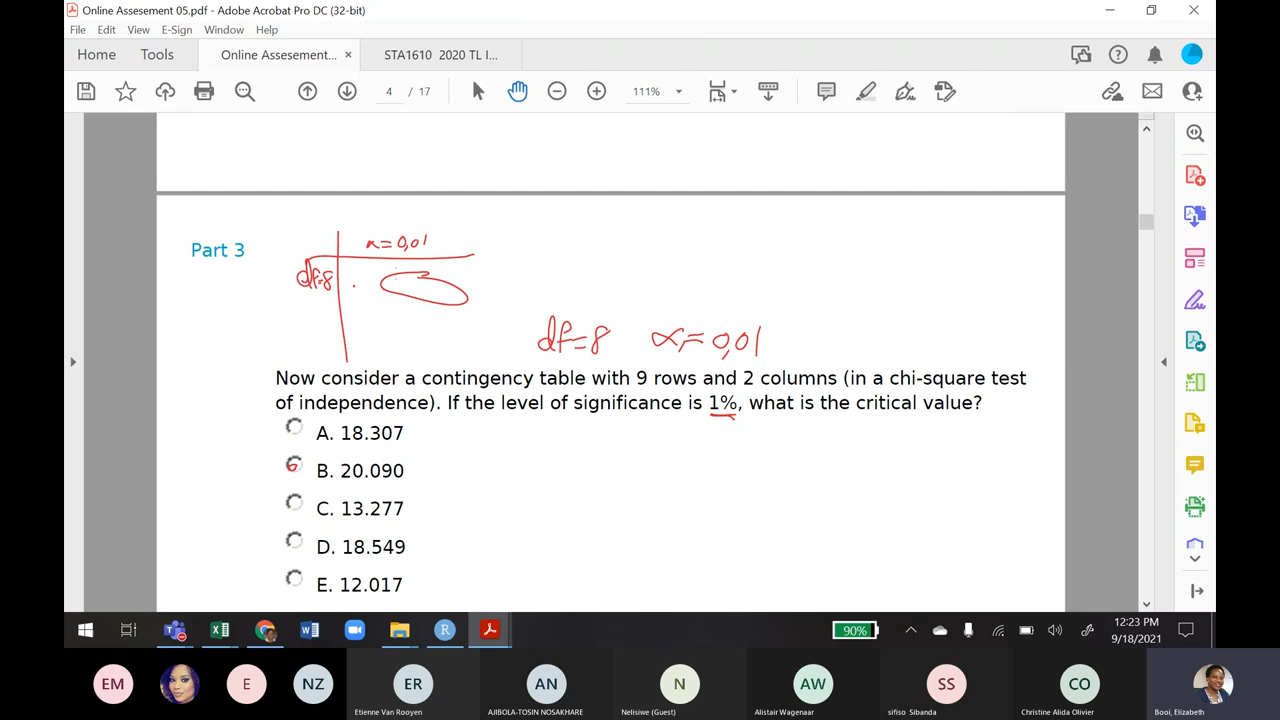 Online Assesement 05.pdf - Adobe Acrobat Pro DC (32-bit)
File Edit View E-Sign Window Help
Home Tools Online Assesement... × STA1610 2020 TL I...
4 / 17 111%
Part 3
α = 0,01
df=8
df=8 α = 0,01
Now consider a contingency table with 9 rows and 2 columns (in a chi-square test
of independence). If the level of significance is 1%, what is the critical value?
A. 18.307
B. 20.090
C. 13.277
D. 18.549
E. 12.017
90%
12:23 PM
9/18/2021
EM E NZ ER AN N AW SS CO
Etienne Van Rooyen AJIBOLA-TOSIN NOSAKHARE Nelisiwe (Guest) Alistair Wagenaar sifiso Sibanda Christine Alida Olivier Booi, Elizabeth